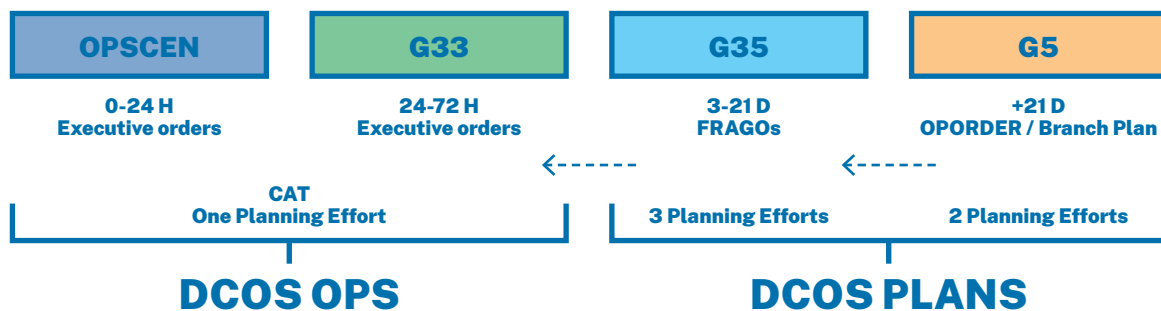 OPSCEN
G33
G35
G5
0-24 H
Executive orders
24-72 H
Executive orders
3-21 D
FRAGOs
+21 D
OPORDER / Branch Plan
CAT
One Planning Effort
3 Planning Efforts
2 Planning Efforts
DCOS OPS
DCOS PLANS